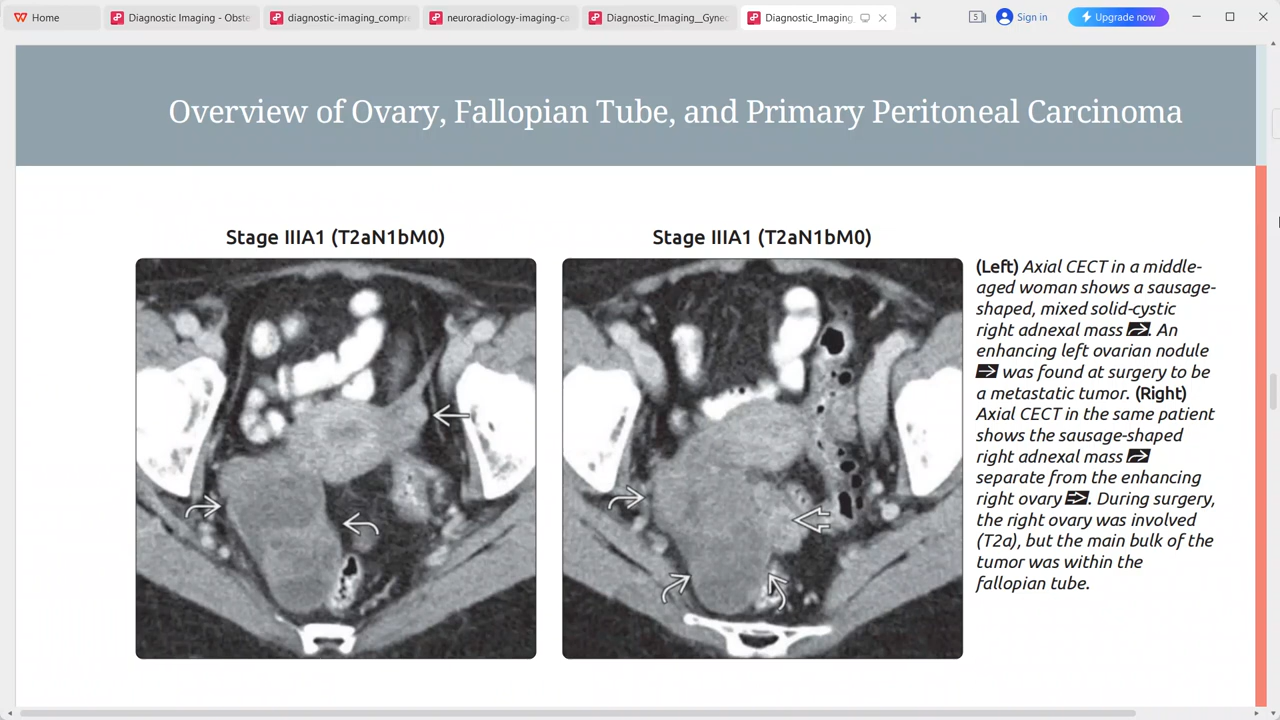 Home
Diagnostic Imaging - Obste
diagnostic-imaging_compre
neuroradiology-imaging-ca
Diagnostic_Imaging__Gynec
Diagnostic_Imaging_
5
Sign in
Upgrade now
Overview of Ovary, Fallopian Tube, and Primary Peritoneal Carcinoma
Stage IIIA1 (T2aN1bM0)
Stage IIIA1 (T2aN1bM0)
(Left) Axial CECT in a middle-
aged woman shows a sausage-
shaped, mixed solid-cystic
right adnexal mass . An
enhancing left ovarian nodule
was found at surgery to be
a metastatic tumor. (Right)
Axial CECT in the same patient
shows the sausage-shaped
right adnexal mass
separate from the enhancing
right ovary . During surgery,
the right ovary was involved
(T2a), but the main bulk of the
tumor was within the
fallopian tube.